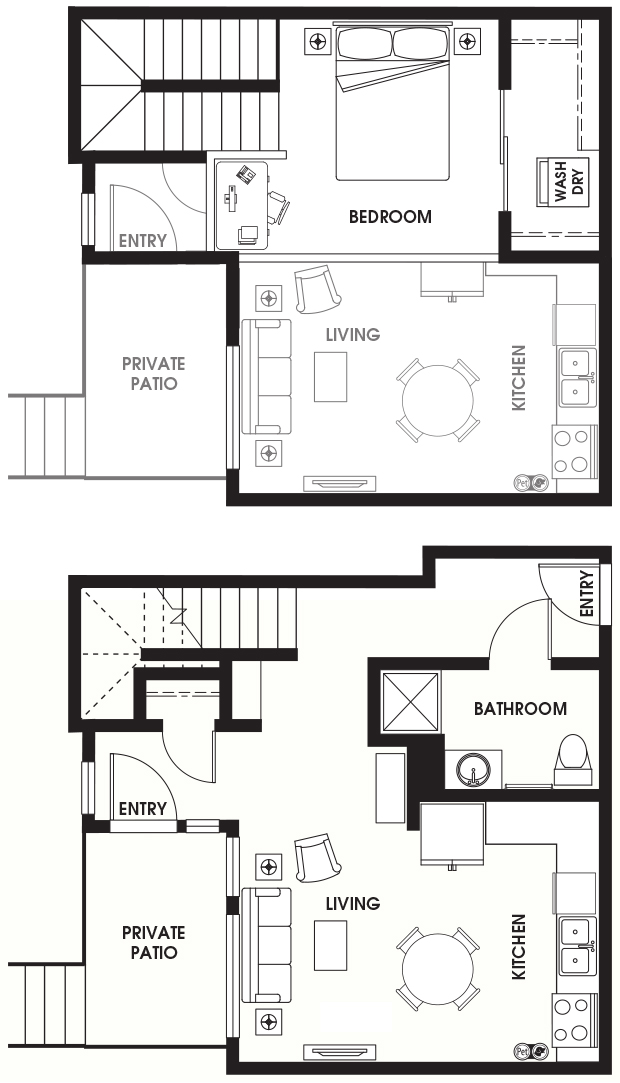 WASH
DRY
BEDROOM
ENTRY
LIVING
PRIVATE
PATIO
KITCHEN
Pet
ENTRY
BATHROOM
ENTRY
LIVING
PRIVATE
PATIO
KITCHEN
Pet